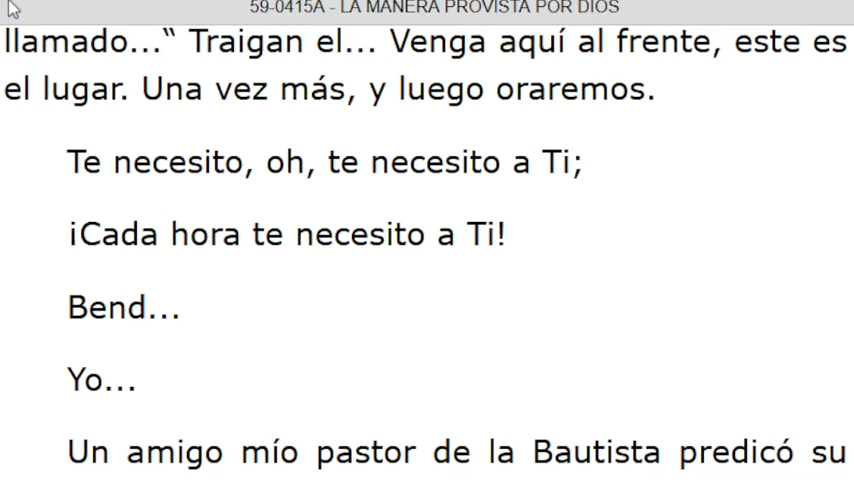 59-0415A - LA MANERA PROVISTA POR DIOS
llamado...“ Traigan el... Venga aquí al frente, este es
el lugar. Una vez más, y luego oraremos.
Te necesito, oh, te necesito a Ti;
¡Cada hora te necesito a Ti!
Bend...
Yo...
Un amigo mío pastor de la Bautista predicó su